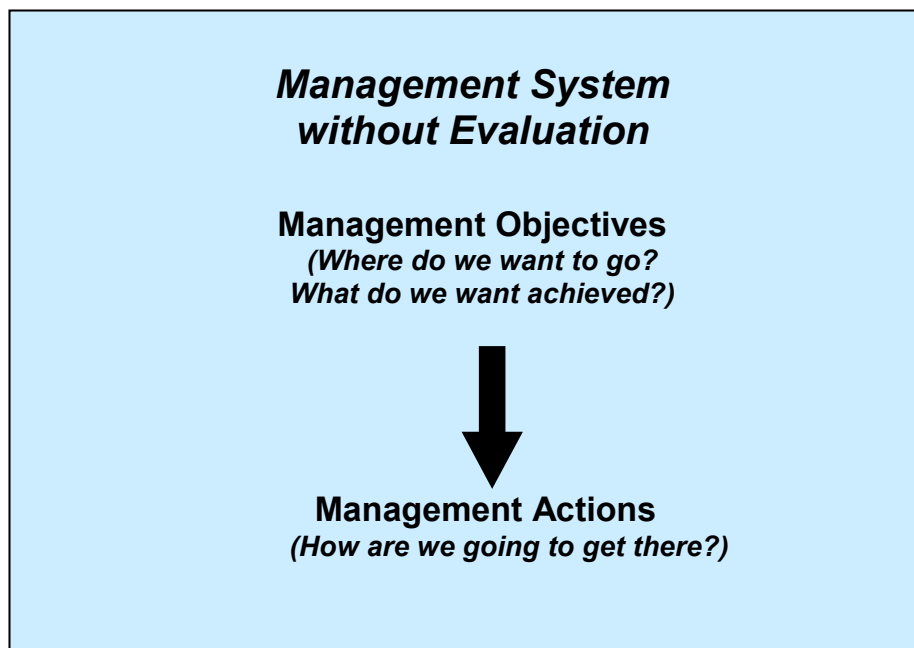 Management System
without Evaluation
Management Objectives
(Where do we want to go?
What do we want achieved?)
Management Actions
(How are we going to get there?)